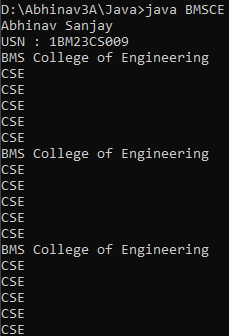 D:\Abhinav3A\Java>java BMSCE
Abhinav Sanjay
USN : 1BM23CS009
BMS College of Engineering
CSE
CSE
CSE
CSE
CSE
BMS College of Engineering
CSE
CSE
CSE
CSE
CSE
BMS College of Engineering
CSE
CSE
CSE
CSE
CSE